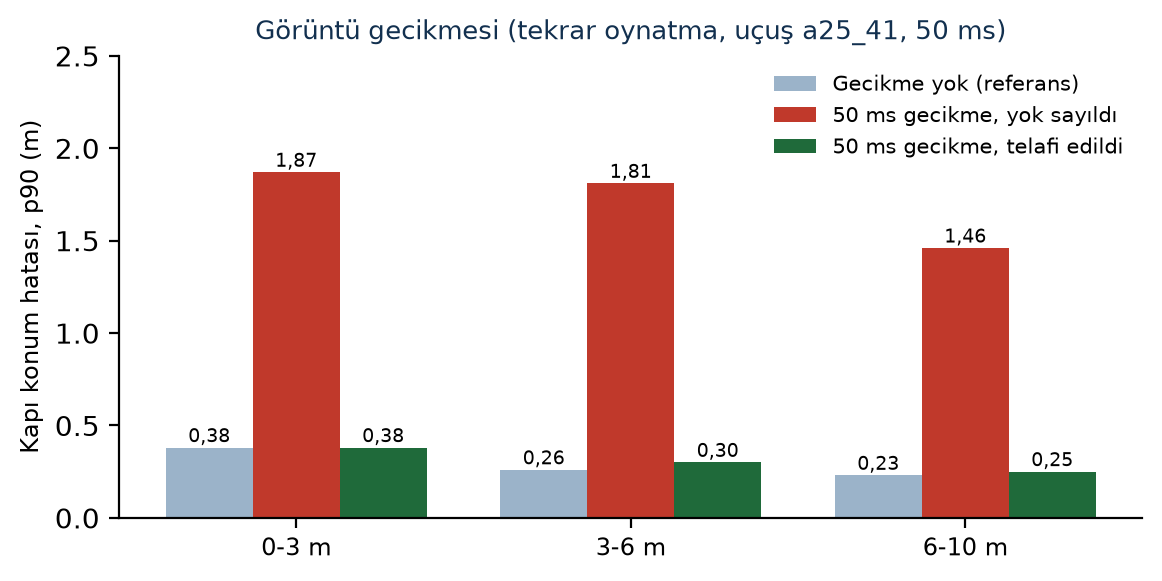 Görüntü gecikmesi (tekrar oynatma, uçuş a25_41, 50 ms)
Kapı konum hatası, p90 (m)
2.5
2.0
1.5
1.0
0.5
0.0
Gecikme yok (referans)
50 ms gecikme, yok sayıldı
50 ms gecikme, telafi edildi
0,38
1,87
0,38
0,26
1,81
0,30
0,23
1,46
0,25
0-3 m
3-6 m
6-10 m